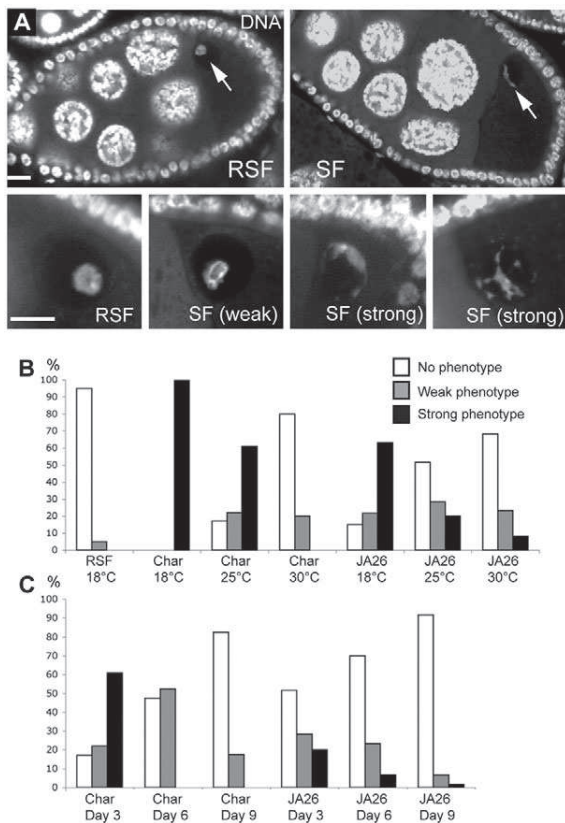 A DNA
RSF SF
RSF SF (weak) SF (strong) SF (strong)
B %
No phenotype
Weak phenotype
Strong phenotype
100
90
80
70
60
50
40
30
20
10
0
RSF Char Char Char JA26 JA26 JA26
18°C 18°C 25°C 30°C 18°C 25°C 30°C
C %
100
90
80
70
60
50
40
30
20
10
0
Char Char Char JA26 JA26 JA26
Day 3 Day 6 Day 9 Day 3 Day 6 Day 9